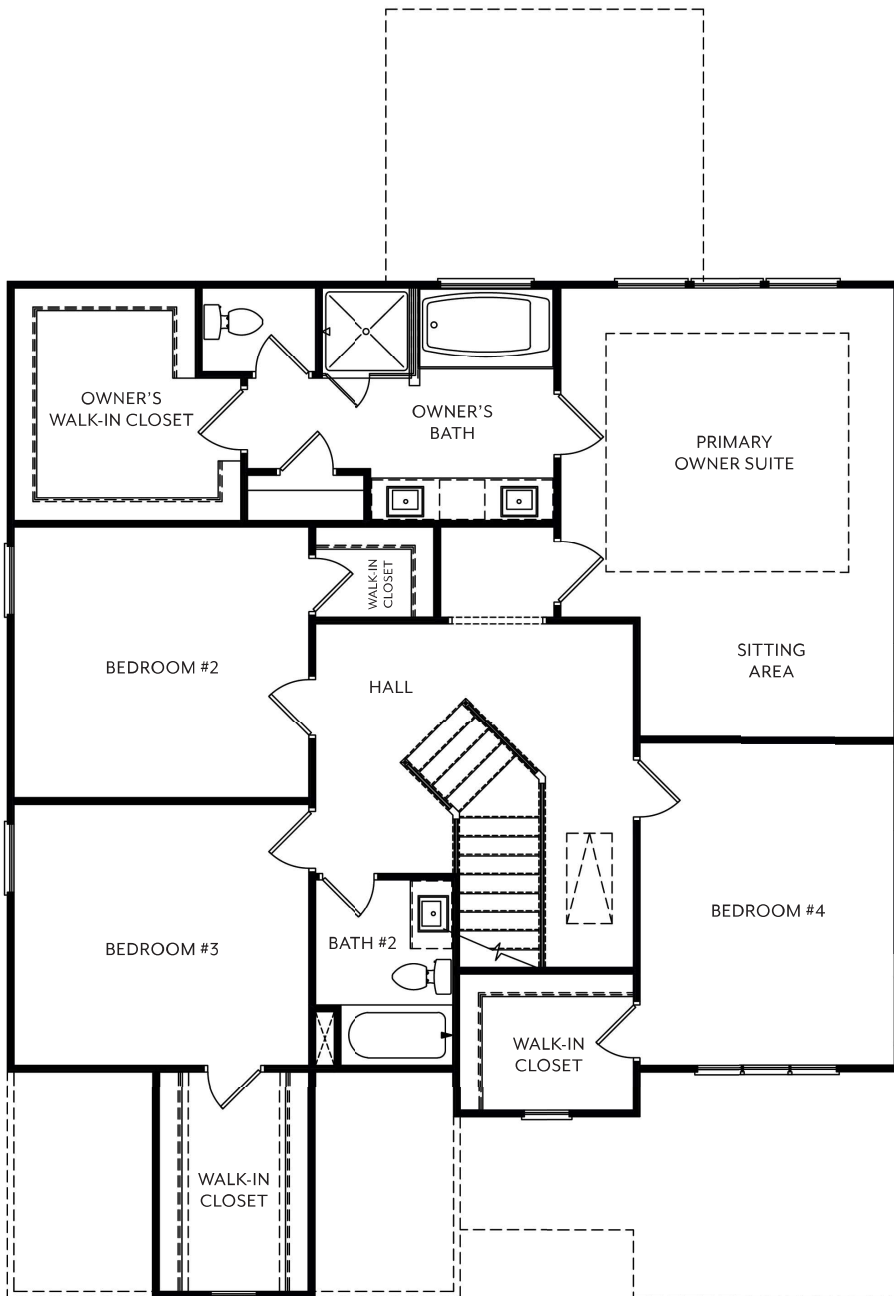 OWNER'S
WALK-IN CLOSET
OWNER'S
BATH
PRIMARY
OWNER SUITE
WALK-IN
CLOSET
SITTING
AREA
BEDROOM #2
HALL
BEDROOM #4
BATH #2
BEDROOM #3
WALK-IN
CLOSET
WALK-IN
CLOSET